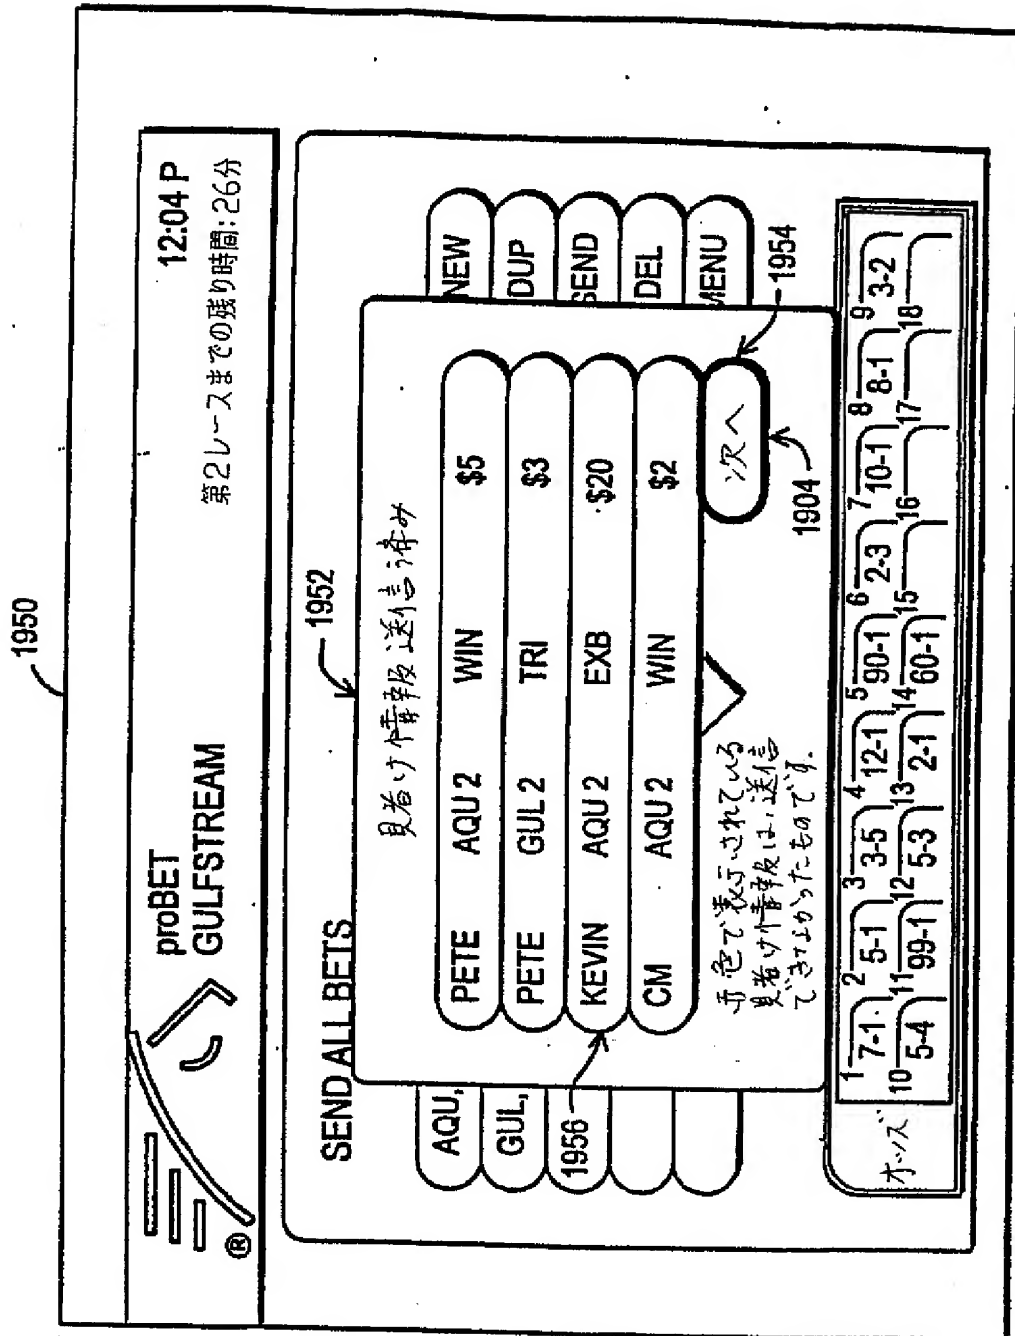 1950
proBET
GULFSTREAM
12:04 P
第2レースまでの残り時間:26分
®
SEND ALL BETS
1952
AQU,
GUL,
1956
NEW
DUP
SEND
DEL
MENU
買者け情報送信済み
PETE AQU 2 WIN $5
PETE GUL 2 TRI $3
KEVIN AQU 2 EXB $20
CM AQU 2 WIN $2
赤色で表示されている
買者け情報は、送信
できなかったものです.
次へ
1904
1954
オッズ
1 7-1
2 5-1
3 3-5
4 12-1
5 90-1
6 2-3
7 10-1
8 8-1
9 3-2
10 5-4
11 99-1
12 5-3
13 2-1
14 60-1
15
16
17
18